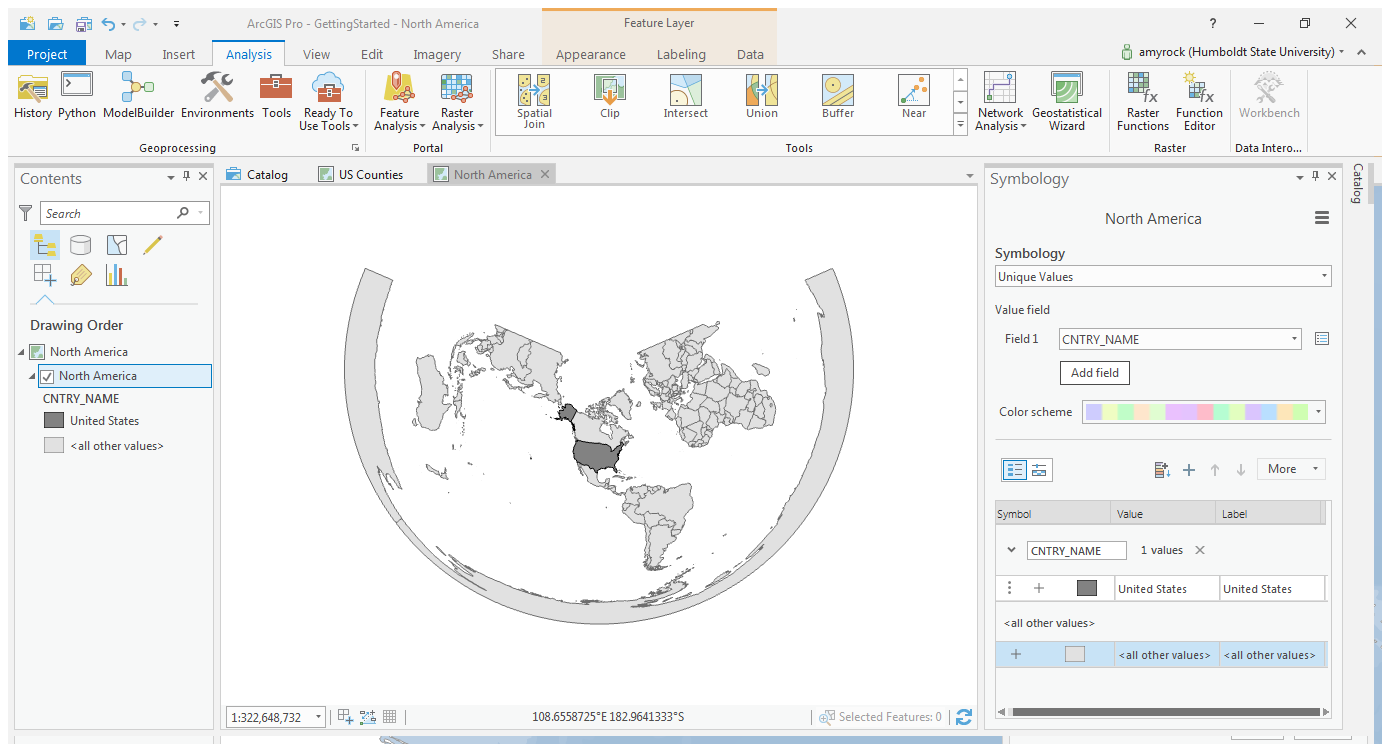 ArcGIS Pro - GettingStarted - North America
Feature Layer
?
Project Map Insert Analysis View Edit Imagery Share Appearance Labeling Data
amyrock (Humboldt State University)
History Python ModelBuilder Environments Tools Ready To Use Tools
Feature Analysis Raster Analysis
Spatial Join Clip Intersect Union Buffer Near
Network Analysis Geostatistical Wizard
Raster Functions Function Editor
Workbench
Geoprocessing Portal Tools Raster Data Intero...
Contents
Search
Drawing Order
North America
North America
CNTRY_NAME
United States
<all other values>
Catalog US Counties North America
1:322,648,732
108.6558725°E 182.9641333°S
Selected Features: 0
Symbology
North America
Symbology
Unique Values
Value field
Field 1 CNTRY_NAME
Add field
Color scheme
More
Symbol Value Label
CNTRY_NAME 1 values
United States United States
<all other values>
<all other values> <all other values>
Catalog